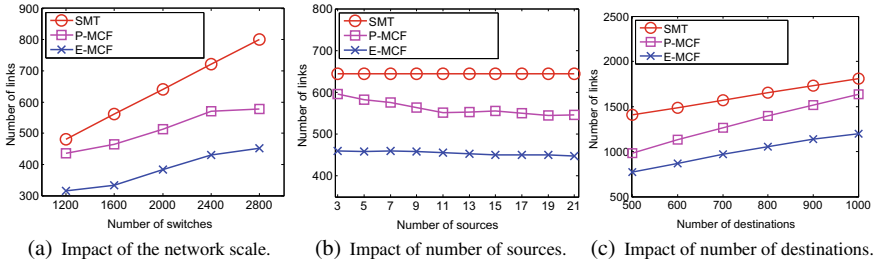 900
800
700
600
500
400
300
Number of links
SMT
P-MCF
E-MCF
1200 1600 2000 2400 2800
Number of switches
(a) Impact of the network scale.
800
700
600
500
400
Number of links
SMT
P-MCF
E-MCF
3 5 7 9 11 13 15 17 19 21
Number of sources
(b) Impact of number of sources.
2500
2000
1500
1000
500
Number of links
SMT
P-MCF
E-MCF
500 600 700 800 900 1000
Number of destinations
(c) Impact of number of destinations.